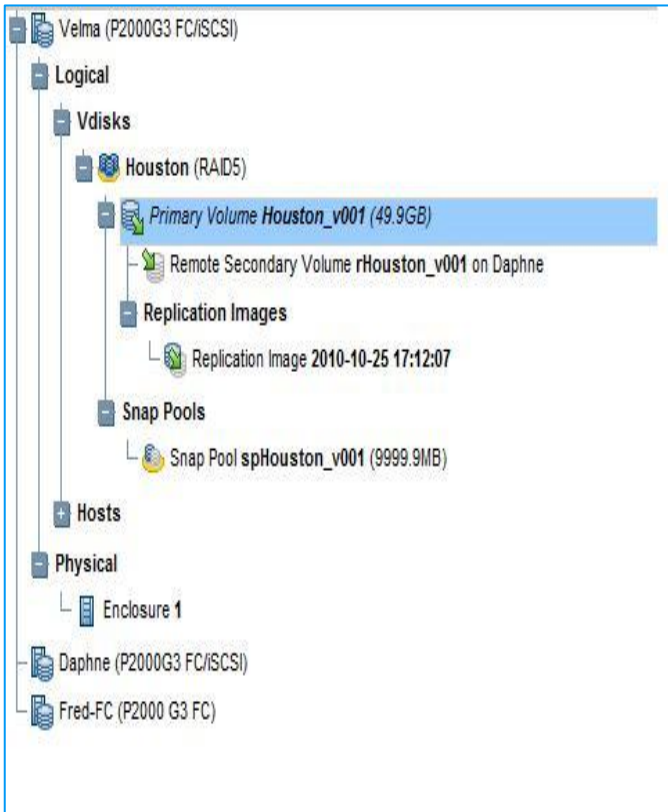 Velma (P2000G3 FC/iSCSI)
Logical
Vdisks
Houston (RAID5)
Primary Volume Houston_v001 (49.9GB)
Remote Secondary Volume rHouston_v001 on Daphne
Replication Images
Replication Image 2010-10-25 17:12:07
Snap Pools
Snap Pool spHouston_v001 (9999.9MB)
Hosts
Physical
Enclosure 1
Daphne (P2000G3 FC/iSCSI)
Fred-FC (P2000 G3 FC)